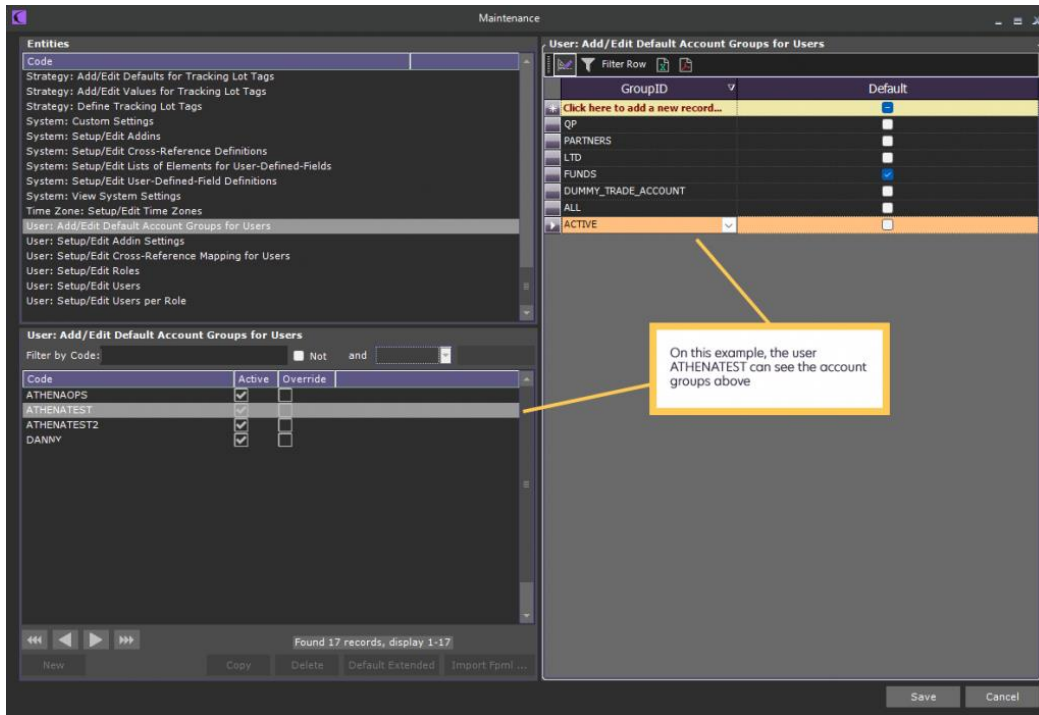 Maintenance
Entities
Code
Strategy: Add/Edit Defaults for Tracking Lot Tags
Strategy: Add/Edit Values for Tracking Lot Tags
Strategy: Define Tracking Lot Tags
System: Custom Settings
System: Setup/Edit Addins
System: Setup/Edit Cross-Reference Definitions
System: Setup/Edit Lists of Elements for User-Defined-Fields
System: Setup/Edit User-Defined-Field Definitions
System: View System Settings
Time Zone: Setup/Edit Time Zones
User: Add/Edit Default Account Groups for Users
User: Setup/Edit Addin Settings
User: Setup/Edit Cross-Reference Mapping for Users
User: Setup/Edit Roles
User: Setup/Edit Users
User: Setup/Edit Users per Role
User: Add/Edit Default Account Groups for Users
Filter by Code: Not and
Code Active Override
ATHENAOPS
ATHENATEST
ATHENATEST2
DANNY
Found 17 records, display 1-17
New Copy Delete Default Extended Import Fpml ...
User: Add/Edit Default Account Groups for Users
Filter Row
GroupID Default
Click here to add a new record...
QP
PARTNERS
LTD
FUNDS
DUMMY_TRADE_ACCOUNT
ALL
ACTIVE
On this example, the user
ATHENATEST can see the account
groups above
Save Cancel